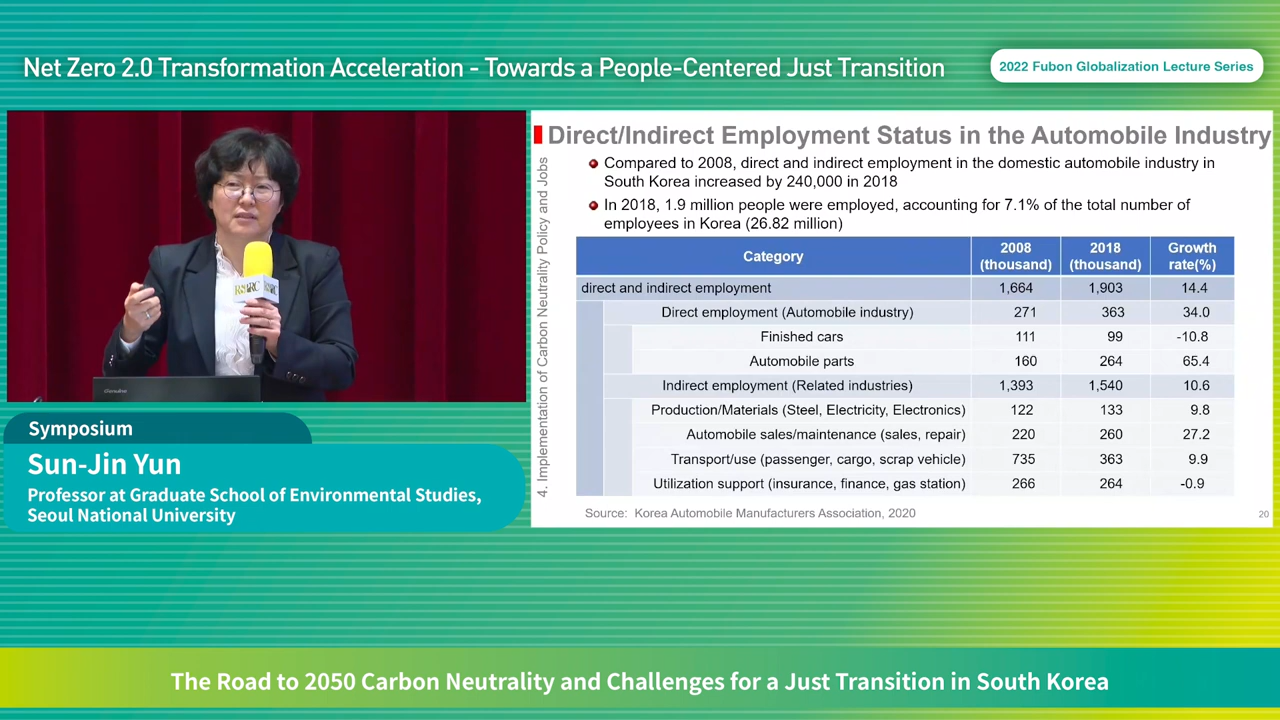 Net Zero 2.0 Transformation Acceleration - Towards a People-Centered Just Transition
2022 Fubon Globalization Lecture Series
Direct/Indirect Employment Status in the Automobile Industry
Compared to 2008, direct and indirect employment in the domestic automobile industry in
South Korea increased by 240,000 in 2018
In 2018, 1.9 million people were employed, accounting for 7.1% of the total number of
employees in Korea (26.82 million)
4. Implementation of Carbon Neutrality Policy and Jobs
Category 2008 (thousand) 2018 (thousand) Growth rate(%)
direct and indirect employment 1,664 1,903 14.4
Direct employment (Automobile industry) 271 363 34.0
Finished cars 111 99 -10.8
Automobile parts 160 264 65.4
Indirect employment (Related industries) 1,393 1,540 10.6
Production/Materials (Steel, Electricity, Electronics) 122 133 9.8
Automobile sales/maintenance (sales, repair) 220 260 27.2
Transport/use (passenger, cargo, scrap vehicle) 735 363 9.9
Utilization support (insurance, finance, gas station) 266 264 -0.9
Source: Korea Automobile Manufacturers Association, 2020
20
Symposium
Sun-Jin Yun
Professor at Graduate School of Environmental Studies,
Seoul National University
The Road to 2050 Carbon Neutrality and Challenges for a Just Transition in South Korea